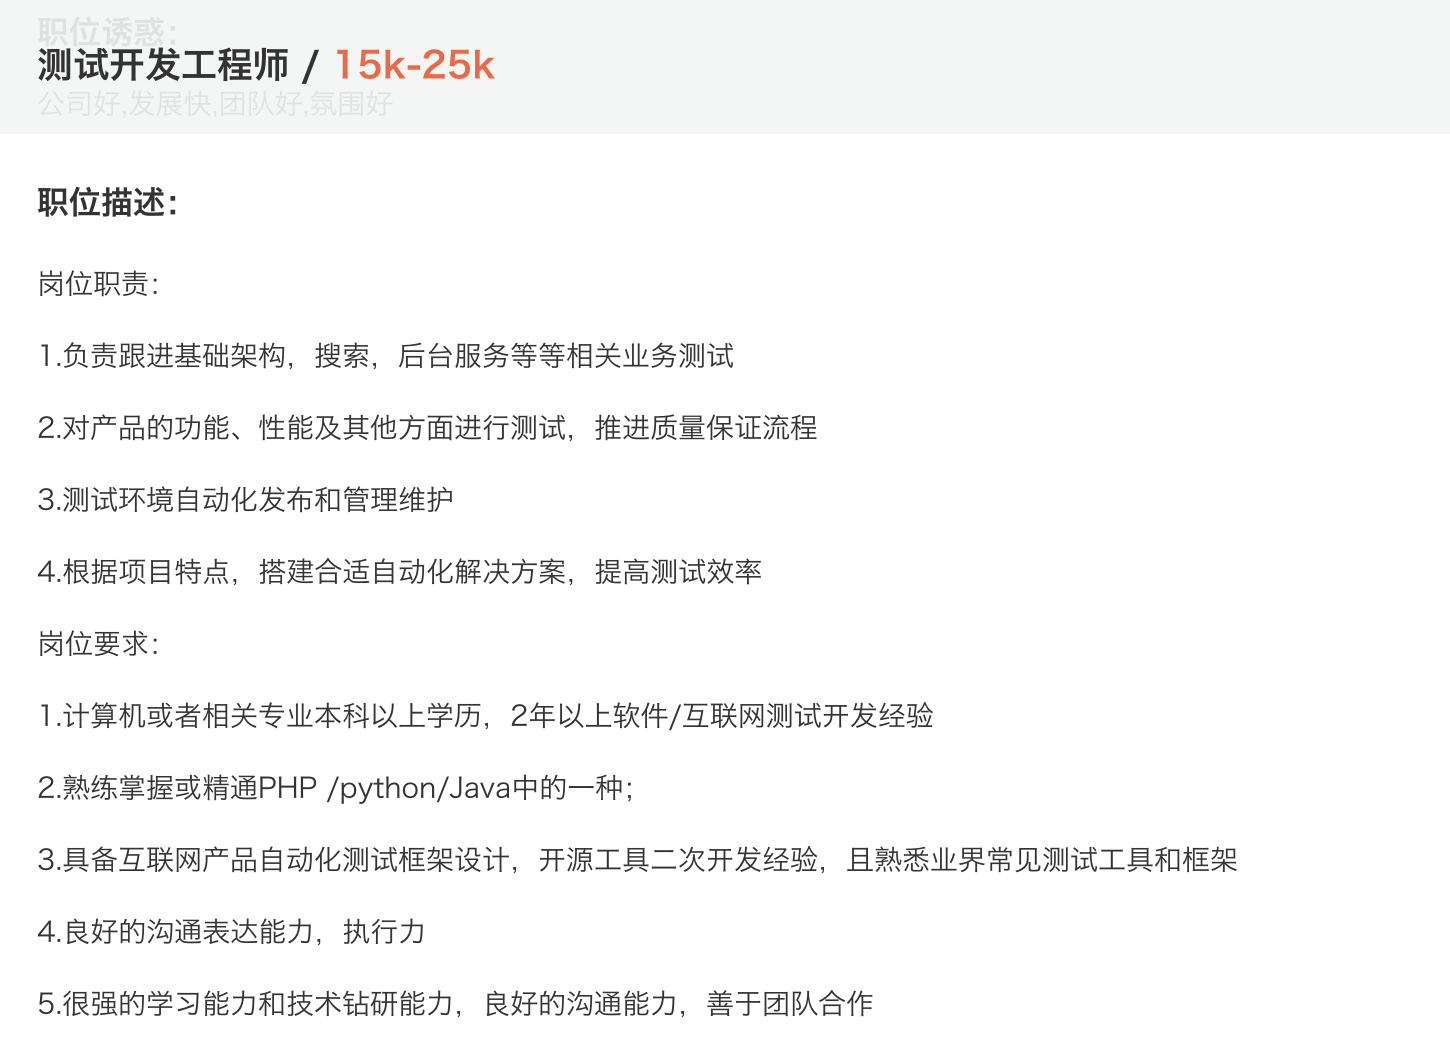 职位诱惑：
测试开发工程师 / 15k-25k
公司好,发展快,团队好,氛围好
职位描述：
岗位职责：
1.负责跟进基础架构，搜索，后台服务等等相关业务测试
2.对产品的功能、性能及其他方面进行测试，推进质量保证流程
3.测试环境自动化发布和管理维护
4.根据项目特点，搭建合适自动化解决方案，提高测试效率
岗位要求：
1.计算机或者相关专业本科以上学历，2年以上软件/互联网测试开发经验
2.熟练掌握或精通PHP /python/Java中的一种；
3.具备互联网产品自动化测试框架设计，开源工具二次开发经验，且熟悉业界常见测试工具和框架
4.良好的沟通表达能力，执行力
5.很强的学习能力和技术钻研能力，良好的沟通能力，善于团队合作